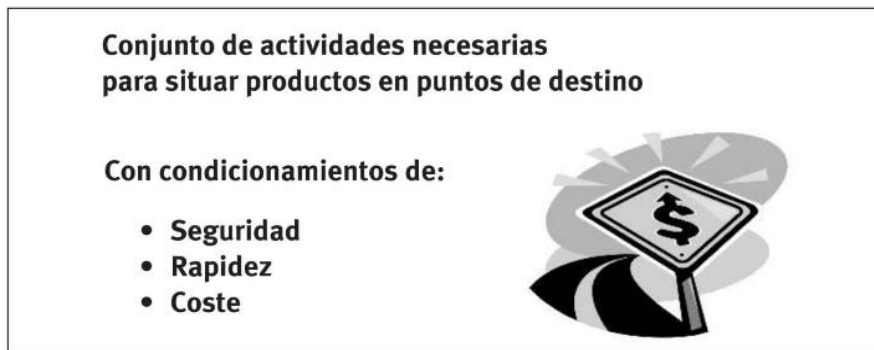 Conjunto de actividades necesarias
para situar productos en puntos de destino
Con condicionamientos de:
• Seguridad
• Rapidez
• Coste
$